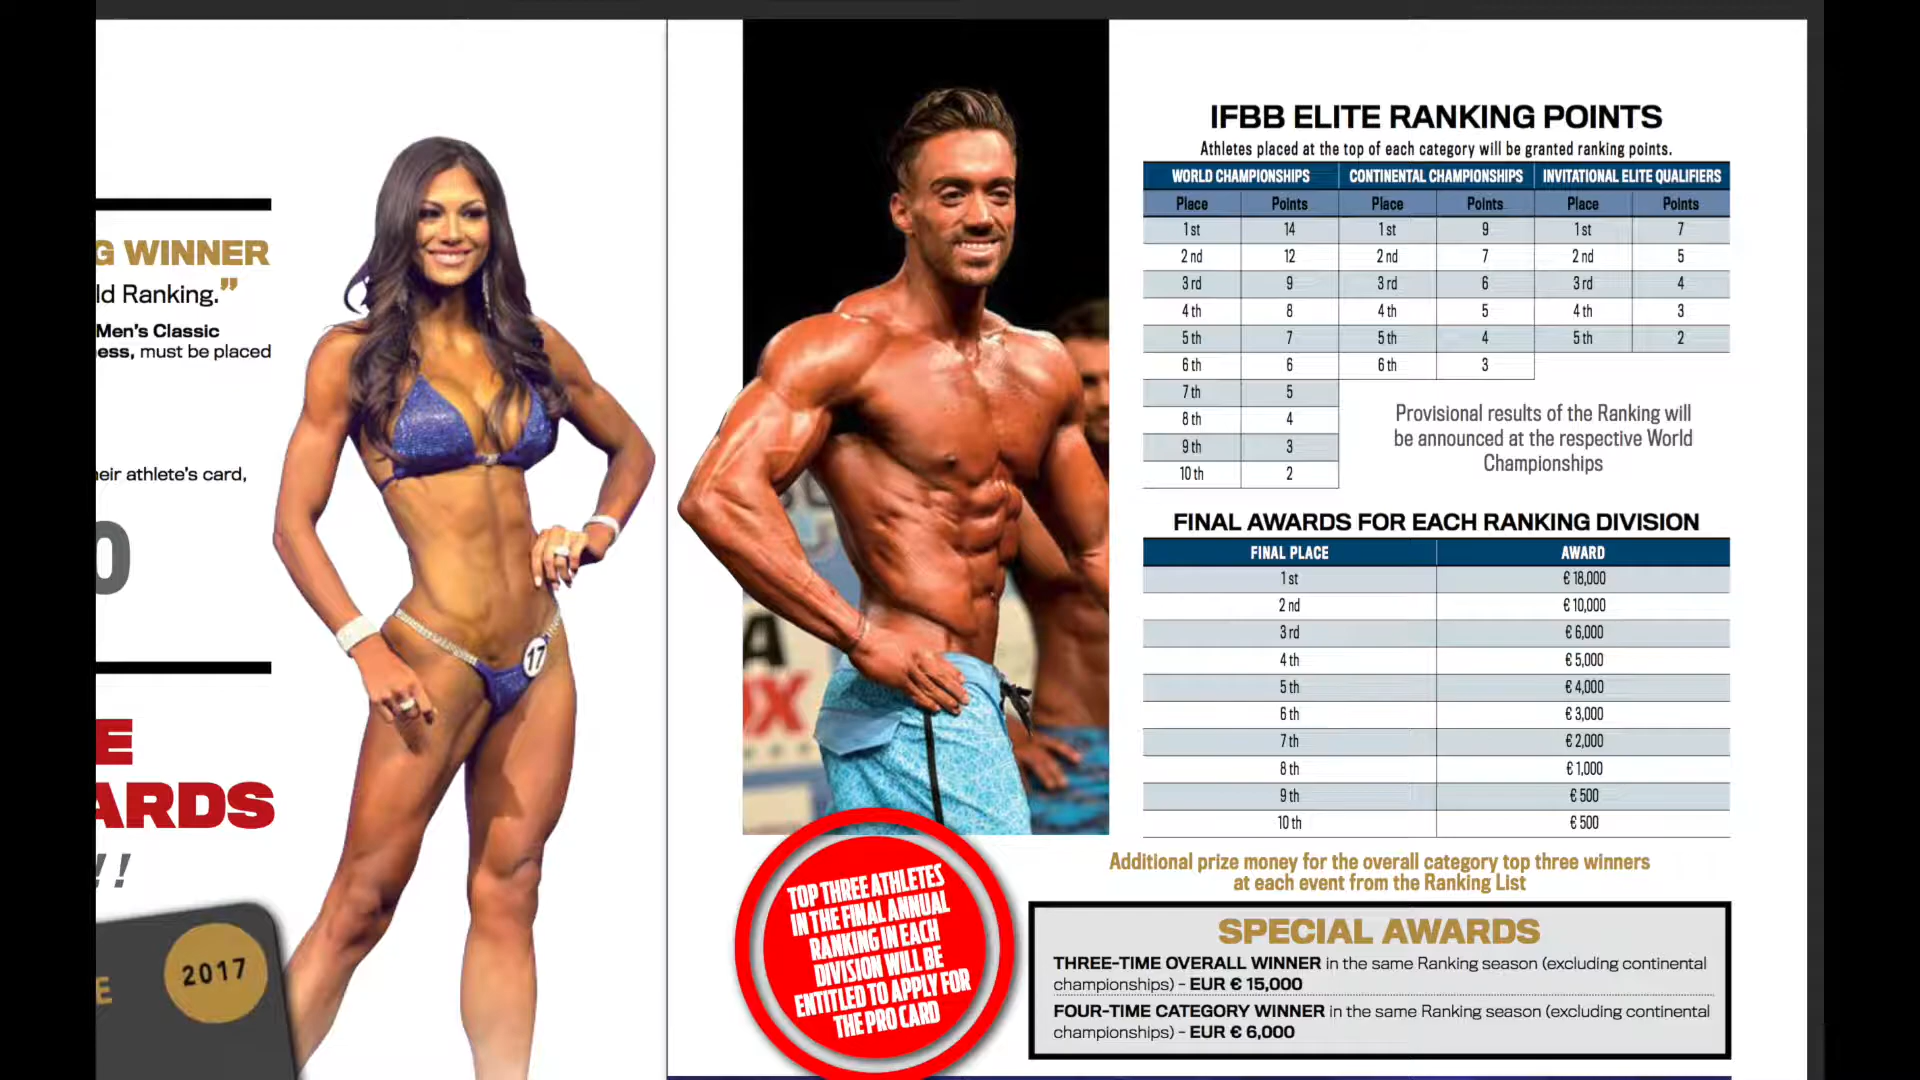 G WINNER
ld Ranking.”
Men’s Classic
ess, must be placed
eir athlete’s card,
0
E
ARDS
!!
E
2017
17
A
X
TOP THREE ATHLETES
IN THE FINAL ANNUAL
RANKING IN EACH
DIVISION WILL BE
ENTITLED TO APPLY FOR
THE PRO CARD
IFBB ELITE RANKING POINTS
Athletes placed at the top of each category will be granted ranking points.
WORLD CHAMPIONSHIPS CONTINENTAL CHAMPIONSHIPS INVITATIONAL ELITE QUALIFIERS
Place Points Place Points Place Points
1st 14 1st 9 1st 7
2nd 12 2nd 7 2nd 5
3rd 9 3rd 6 3rd 4
4th 8 4th 5 4th 3
5th 7 5th 4 5th 2
6th 6 6th 3
7th 5
8th 4
9th 3
10th 2
Provisional results of the Ranking will
be announced at the respective World
Championships
FINAL AWARDS FOR EACH RANKING DIVISION
FINAL PLACE AWARD
1st € 18,000
2nd € 10,000
3rd € 6,000
4th € 5,000
5th € 4,000
6th € 3,000
7th € 2,000
8th € 1,000
9th € 500
10th € 500
Additional prize money for the overall category top three winners
at each event from the Ranking List
SPECIAL AWARDS
THREE-TIME OVERALL WINNER in the same Ranking season (excluding continental
championships) - EUR € 15,000
FOUR-TIME CATEGORY WINNER in the same Ranking season (excluding continental
championships) - EUR € 6,000